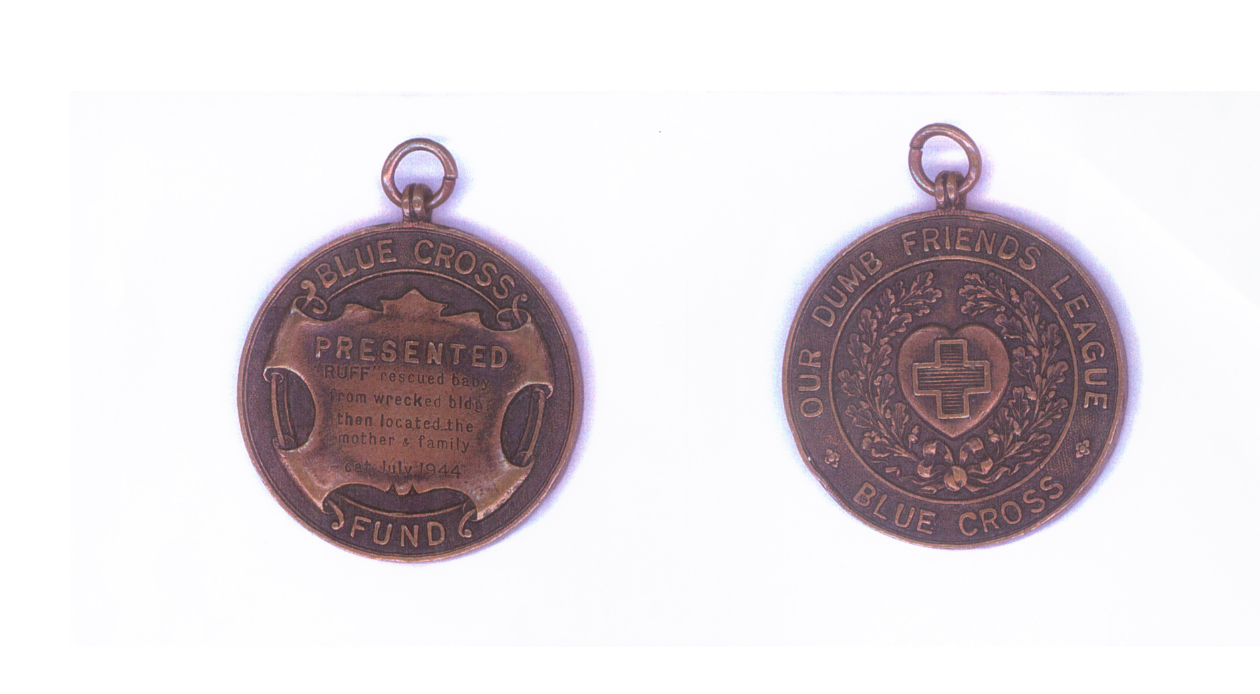 BLUE CROSS
PRESENTED
"RUFF" rescued baby
from wrecked bldg
then located the
mother & family
July 1944
FUND
OUR DUMB FRIENDS LEAGUE
BLUE CROSS